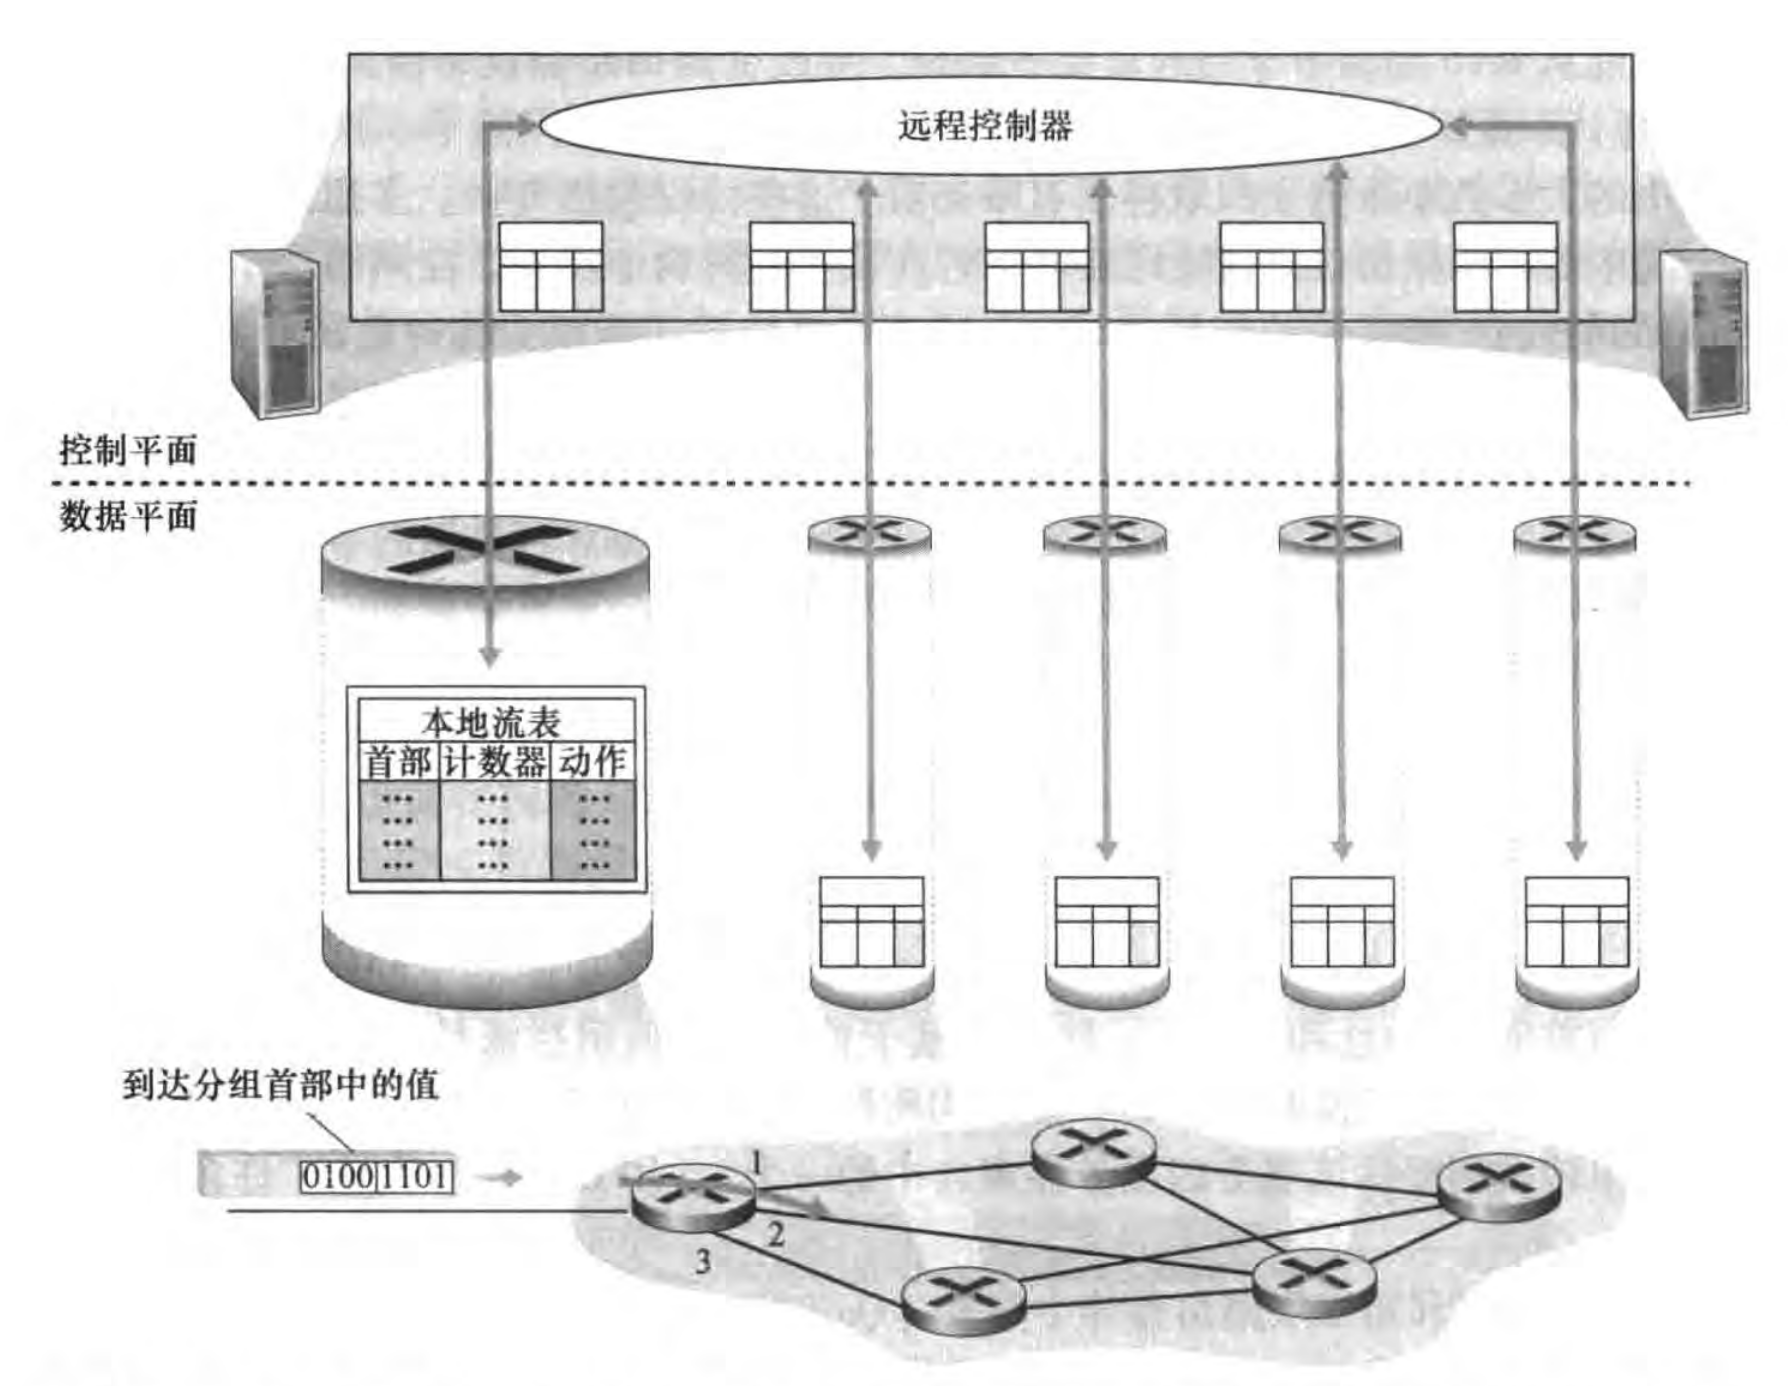 远程控制器
控制平面
数据平面
本地流表
首部 计数器 动作
... ... ...
... ... ...
... ... ...
... ... ...
到达分组首部中的值
0100 1101
1
2
3